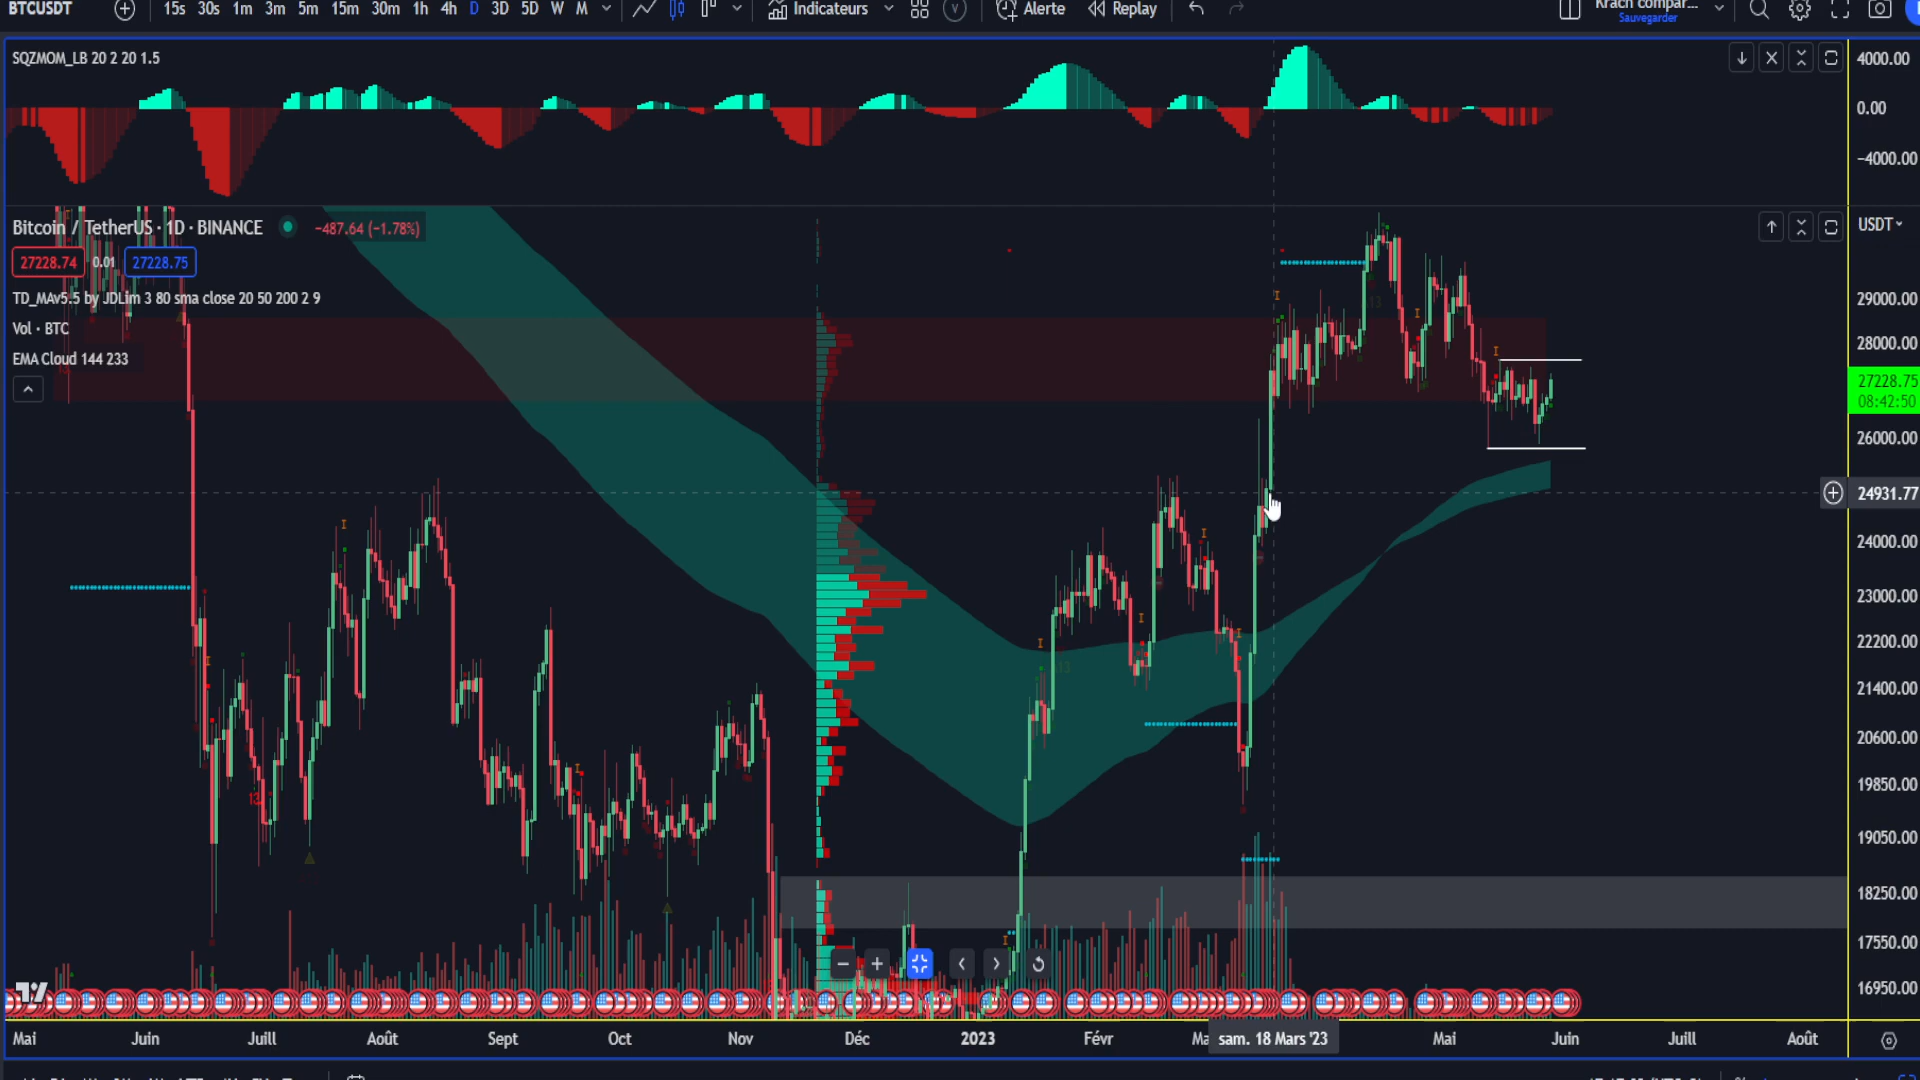 BTCUSDT 15s 30s 1m 3m 5m 15m 30m 1h 4h D 3D 5D W M Indicateurs Alerte Replay Krach compar...
Sauvegarder
SQZMOM_LB 20 2 20 1.5
4000.00
0.00
−4000.00
Bitcoin / TetherUS · 1D · BINANCE −487.64 (−1.78%)
USDT
27228.74 0.01 27228.75
TD_MAv5.5 by JDLim 3 80 sma close 20 50 200 2 9
Vol · BTC
EMA Cloud 144 233
29000.00
28000.00
27228.75
08:42:50
26000.00
24931.77
24000.00
23000.00
22200.00
21400.00
20600.00
19850.00
19050.00
18250.00
17550.00
16950.00
13
13
13
Mai Juin Juill Août Sept Oct Nov Déc 2023 Févr Ma sam. 18 Mars '23 Mai Juin Juill Août